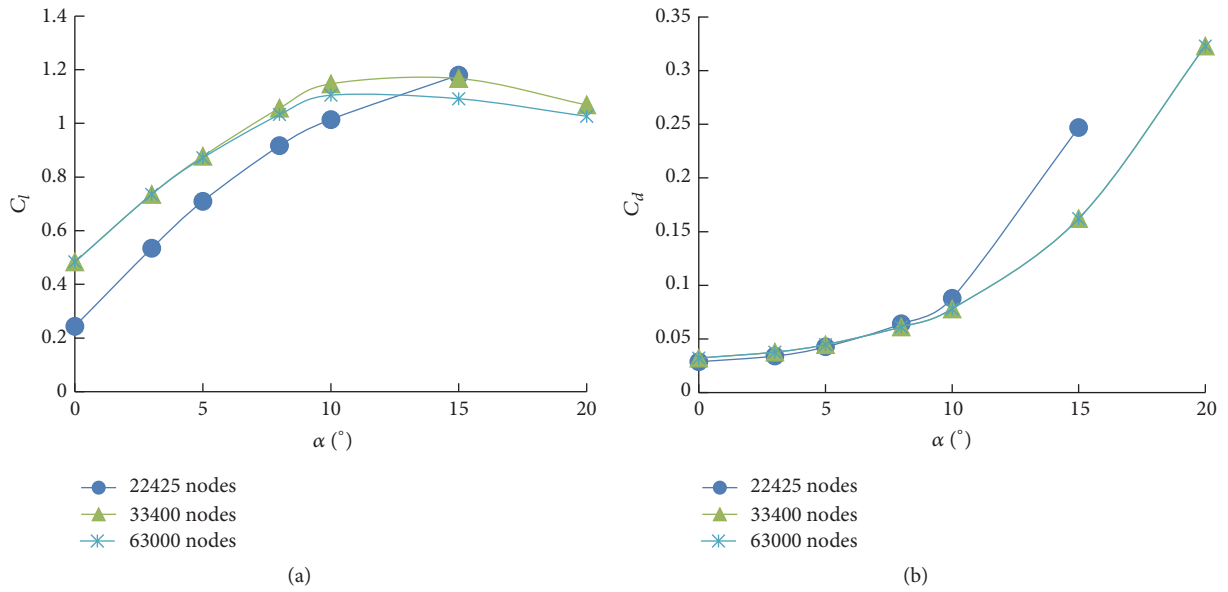 1.4
1.2
1
0.8
0.6
0.4
0.2
0
C_l
0 5 10 15 20
α (°)
22425 nodes
33400 nodes
63000 nodes
(a)
0.35
0.3
0.25
0.2
0.15
0.1
0.05
0
C_d
0 5 10 15 20
α (°)
22425 nodes
33400 nodes
63000 nodes
(b)